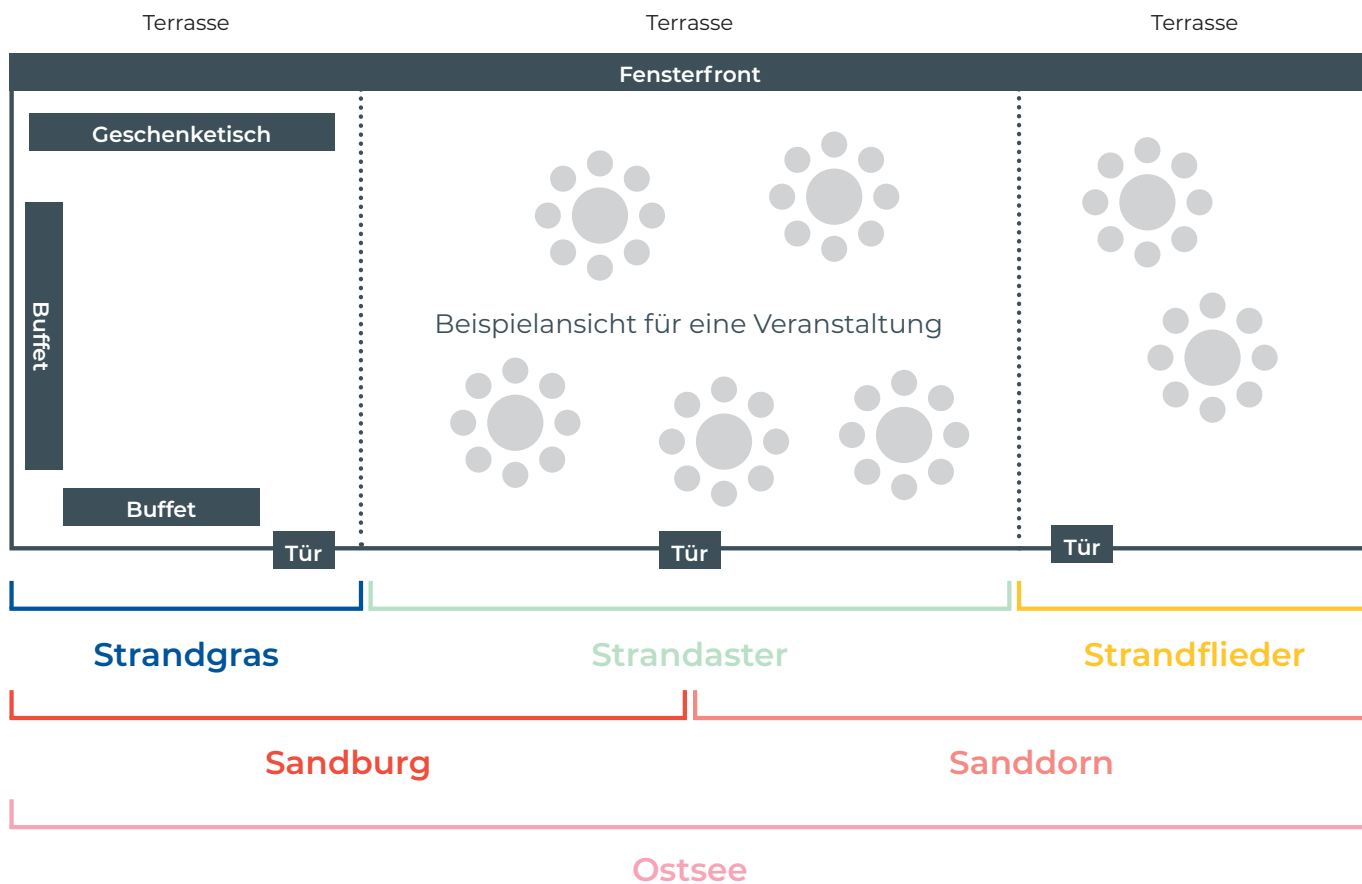 Terrasse
Terrasse
Terrasse
Fensterfront
Geschenketisch
Buffet
Beispielansicht für eine Veranstaltung
Buffet
Tür
Tür
Tür
Strandgras
Strandaster
Strandflieder
Sandburg
Sanddorn
Ostsee